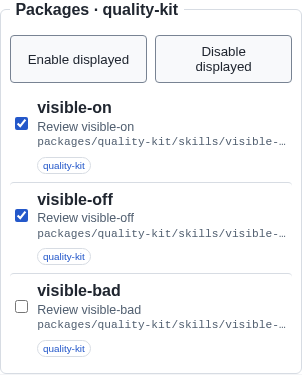 Packages · quality-kit
Enable displayed
Disable
displayed
visible-on
Review visible-on
packages/quality-kit/skills/visible-…
quality-kit
visible-off
Review visible-off
packages/quality-kit/skills/visible-…
quality-kit
visible-bad
Review visible-bad
packages/quality-kit/skills/visible-…
quality-kit